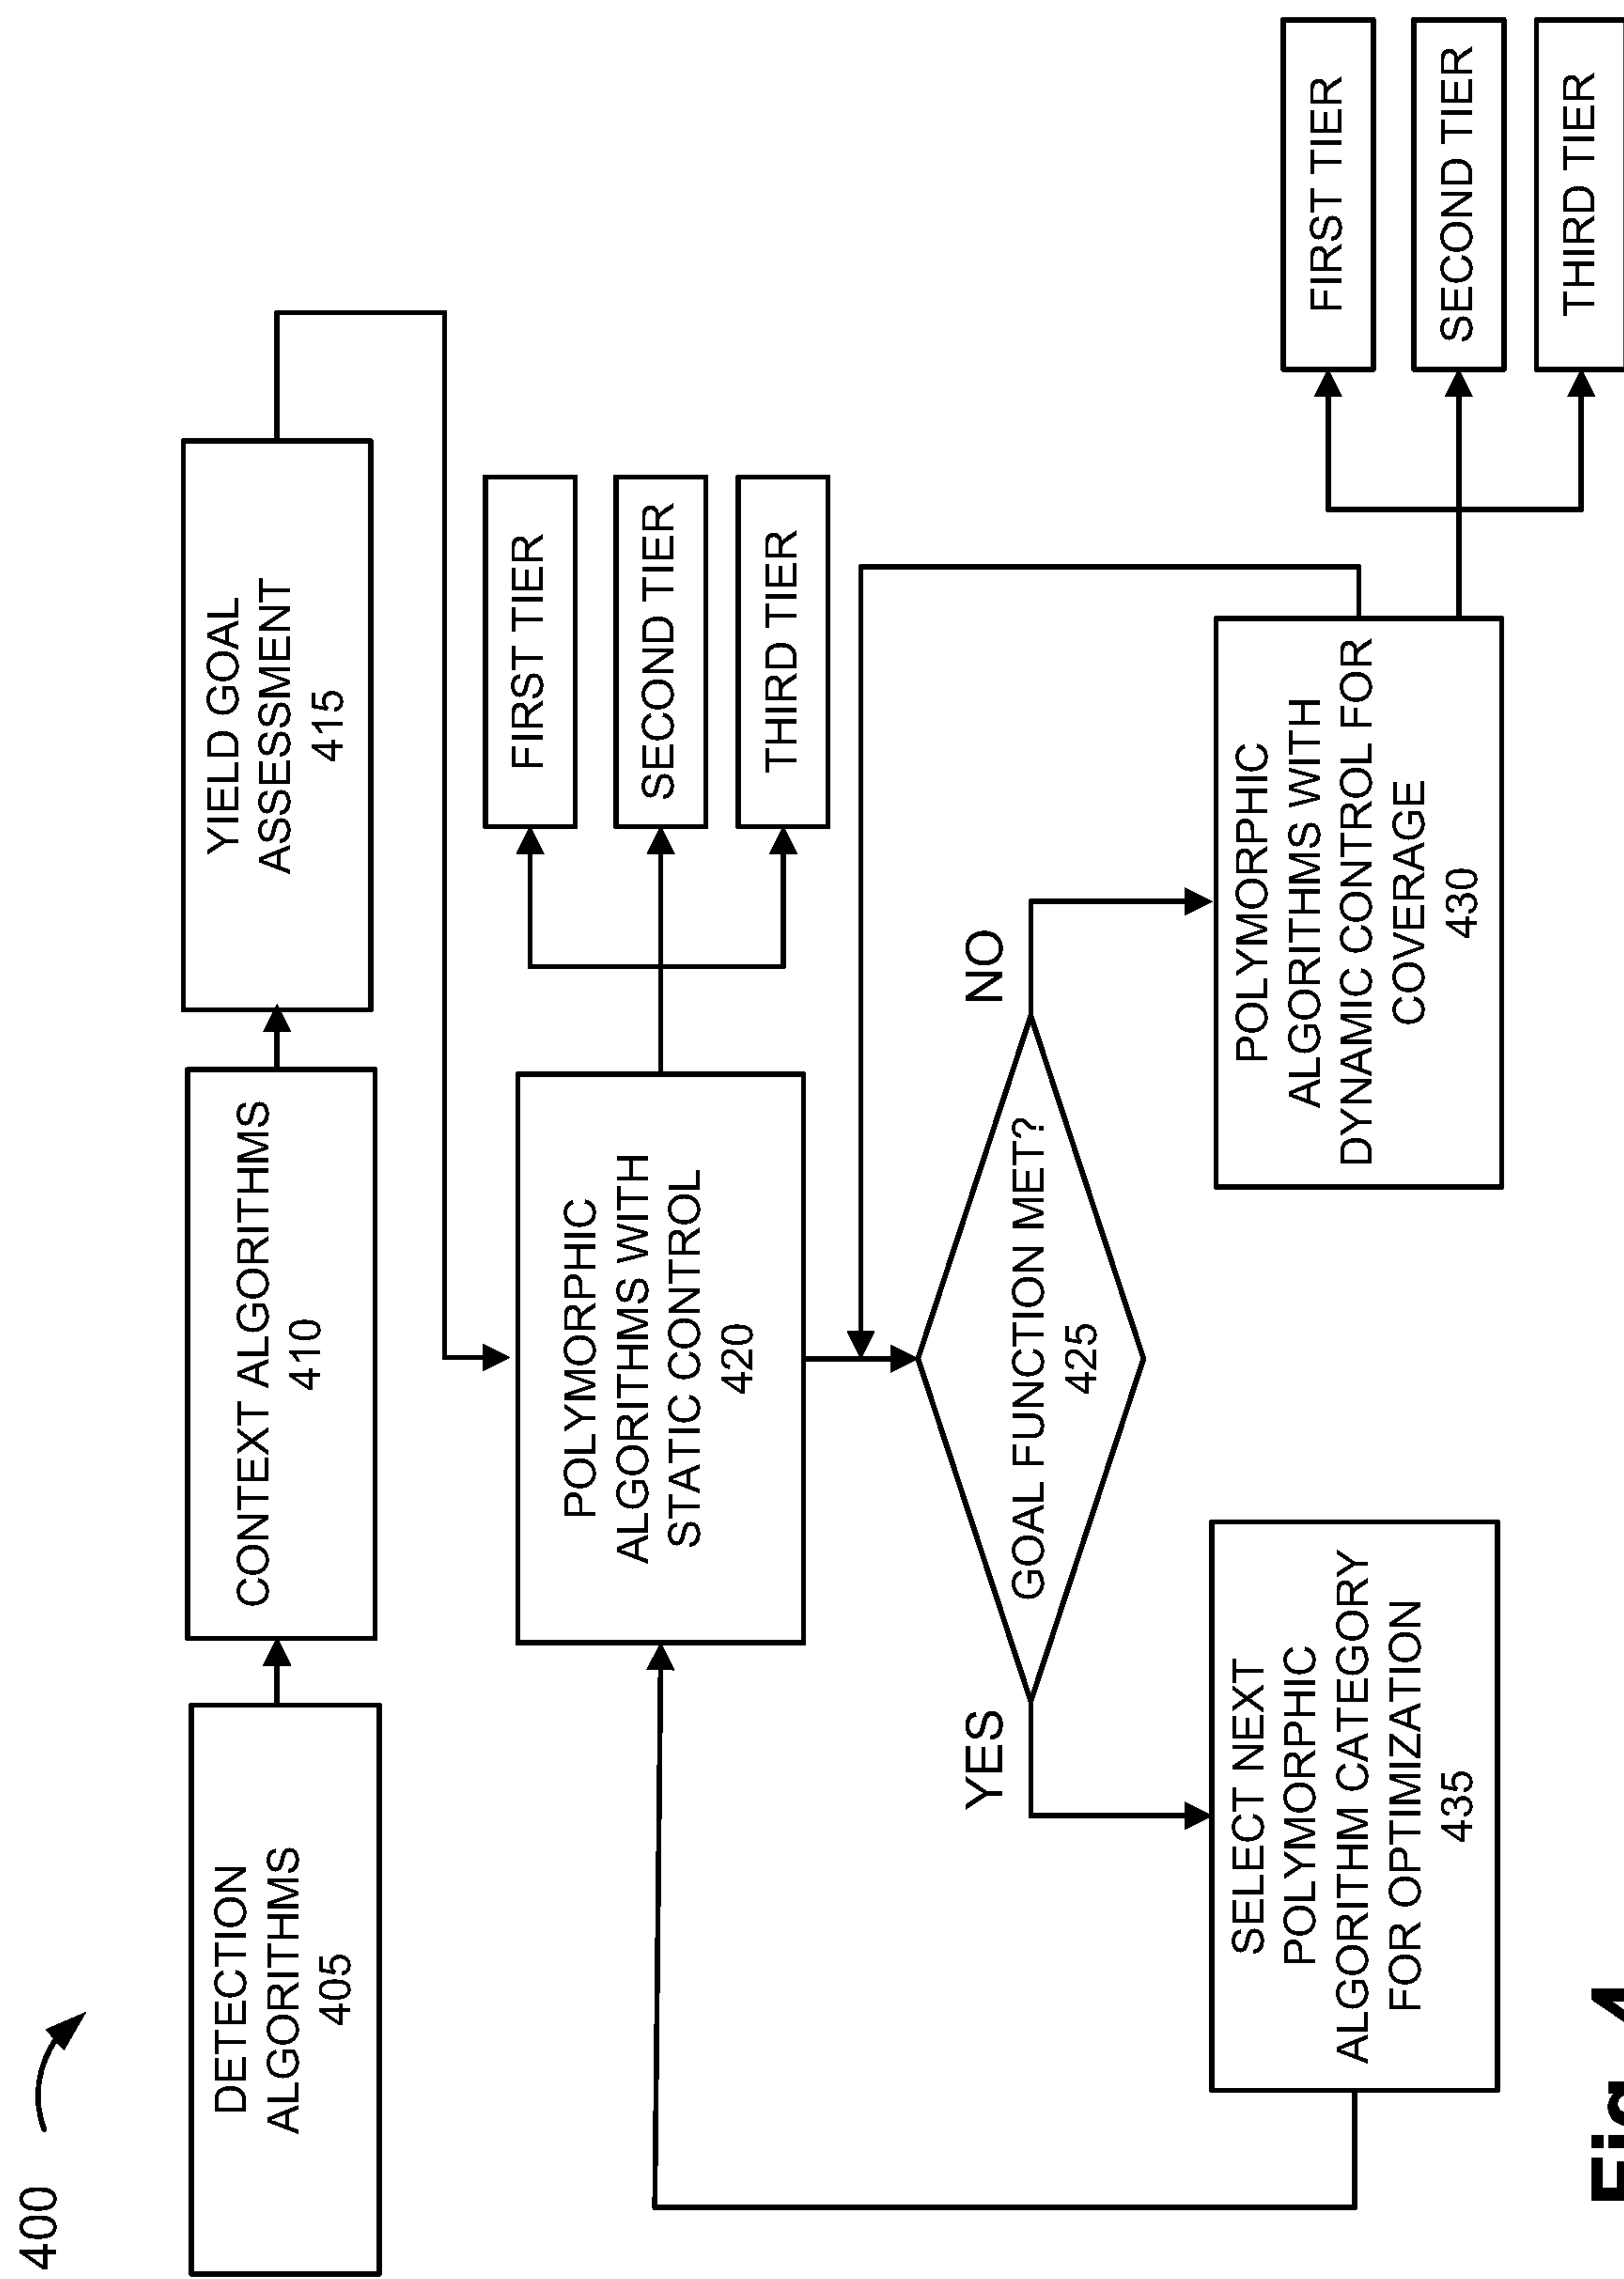 400
DETECTION
ALGORITHMS
405
CONTEXT ALGORITHMS
410
YIELD GOAL
ASSESSMENT
415
POLYMORPHIC
ALGORITHMS WITH
STATIC CONTROL
420
FIRST TIER
SECOND TIER
THIRD TIER
YES
NO
GOAL FUNCTION MET?
425
SELECT NEXT
POLYMORPHIC
ALGORITHM CATEGORY
FOR OPTIMIZATION
435
POLYMORPHIC
ALGORITHMS WITH
DYNAMIC CONTROL FOR
COVERAGE
430
FIRST TIER
SECOND TIER
THIRD TIER
Fig. 4